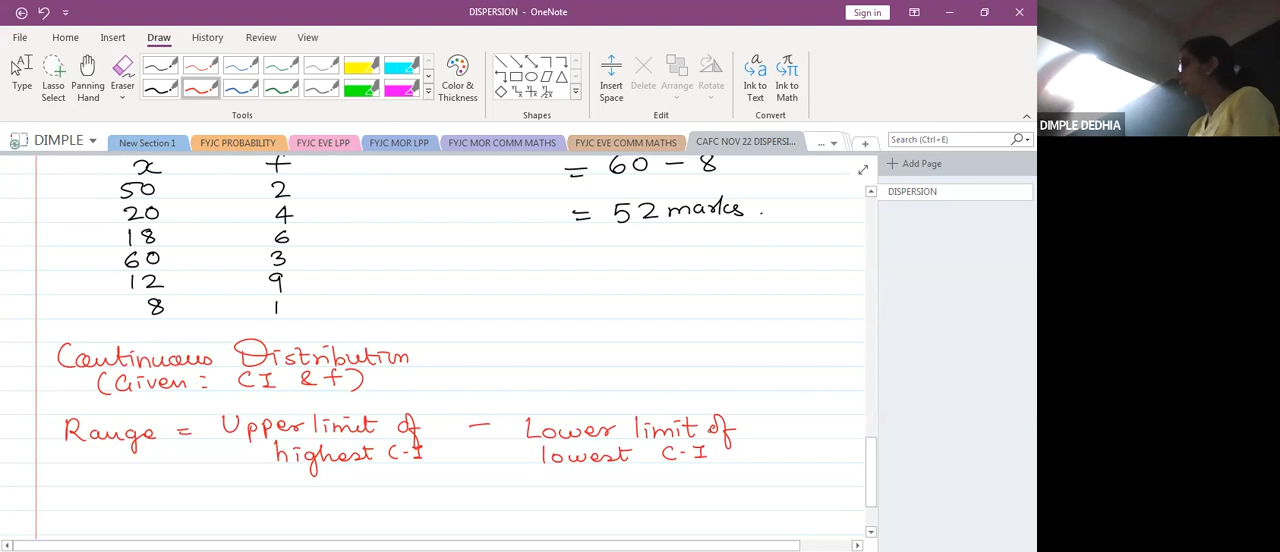 DISPERSION - OneNote
Sign in
File Home Insert Draw History Review View
Type
Lasso Select
Panning Hand
Eraser
Color & Thickness
Insert Space
Delete
Arrange
Rotate
Ink to Text
Ink to Math
Tools
Shapes
Edit
Convert
DIMPLE
New Section 1
FYJC PROBABILITY
FYJC EVE LPP
FYJC MOR LPP
FYJC MOR COMM MATHS
FYJC EVE COMM MATHS
CAFC NOV 22 DISPERSI...
...
Search (Ctrl+E)
Add Page
DISPERSION
DIMPLE DEDHIA
x f
50 2
20 4
18 6
60 3
12 9
8 1
= 60 - 8
= 52 marks.
Continuous Distribution
(Given: CI & f)
Range = Upper limit of highest C-I - Lower limit of lowest C-I